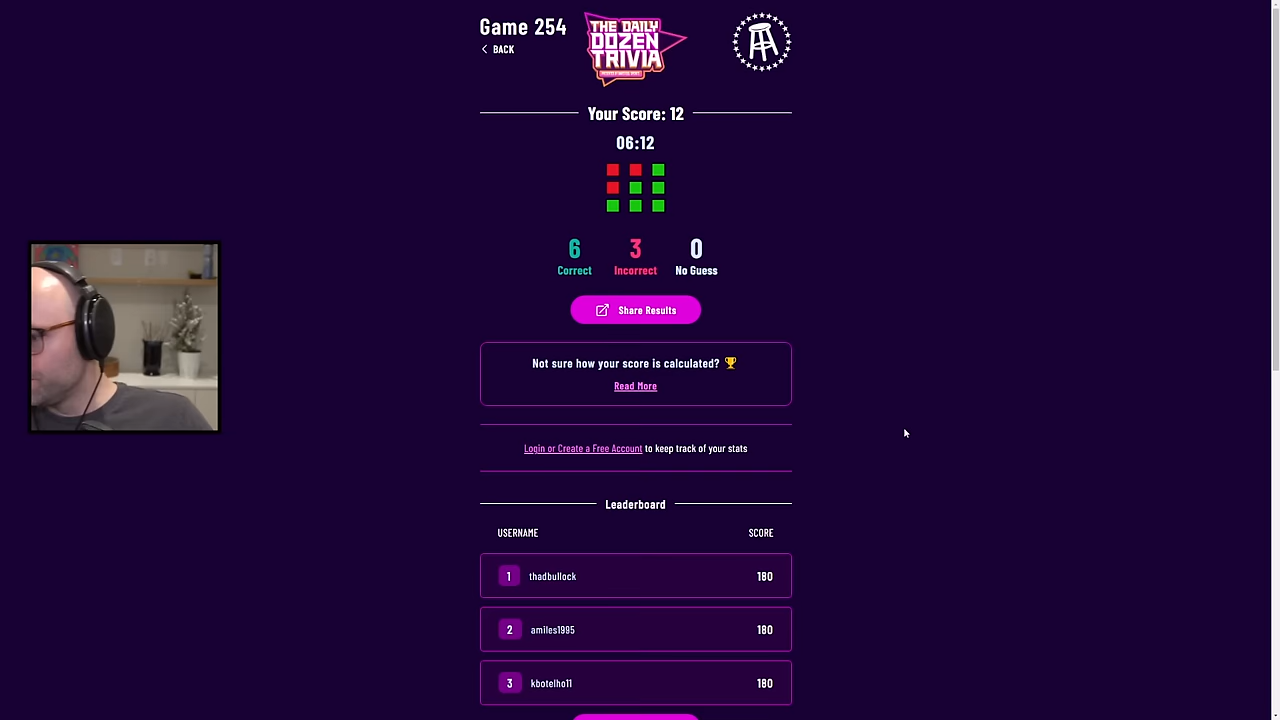 Game 254
BACK
THE DAILY
DOZEN
TRIVIA
Your Score: 12
06:12
6
Correct
3
Incorrect
0
No Guess
Share Results
Not sure how your score is calculated? 🏆
Read More
Login or Create a Free Account to keep track of your stats
Leaderboard
USERNAME SCORE
1 thadbullock 180
2 amiles1995 180
3 kbotelho11 180